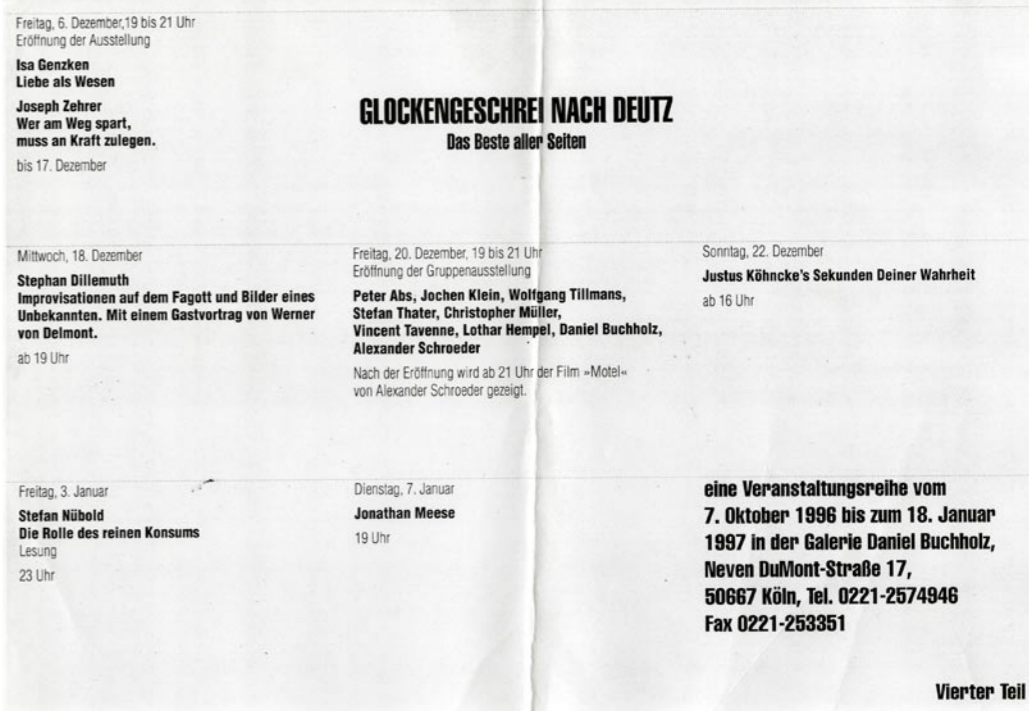 Freitag, 6. Dezember,19 bis 21 Uhr
Eröffnung der Ausstellung
Isa Genzken
Liebe als Wesen
Joseph Zehrer
Wer am Weg spart,
muss an Kraft zulegen.
bis 17. Dezember
GLOCKENGESCHREI NACH DEUTZ
Das Beste aller Seiten
Mittwoch, 18. Dezember
Stephan Dillemuth
Improvisationen auf dem Fagott und Bilder eines
Unbekannten. Mit einem Gastvortrag von Werner
von Delmont.
ab 19 Uhr
Freitag, 20. Dezember, 19 bis 21 Uhr
Eröffnung der Gruppenausstellung
Peter Abs, Jochen Klein, Wolfgang Tillmans,
Stefan Thater, Christopher Müller,
Vincent Tavenne, Lothar Hempel, Daniel Buchholz,
Alexander Schroeder
Nach der Eröffnung wird ab 21 Uhr der Film »Motel«
von Alexander Schroeder gezeigt.
Sonntag, 22. Dezember
Justus Köhncke's Sekunden Deiner Wahrheit
ab 16 Uhr
Freitag, 3. Januar
Stefan Nübold
Die Rolle des reinen Konsums
Lesung
23 Uhr
Dienstag, 7. Januar
Jonathan Meese
19 Uhr
eine Veranstaltungsreihe vom
7. Oktober 1996 bis zum 18. Januar
1997 in der Galerie Daniel Buchholz,
Neven DuMont-Straße 17,
50667 Köln, Tel. 0221-2574946
Fax 0221-253351
Vierter Teil